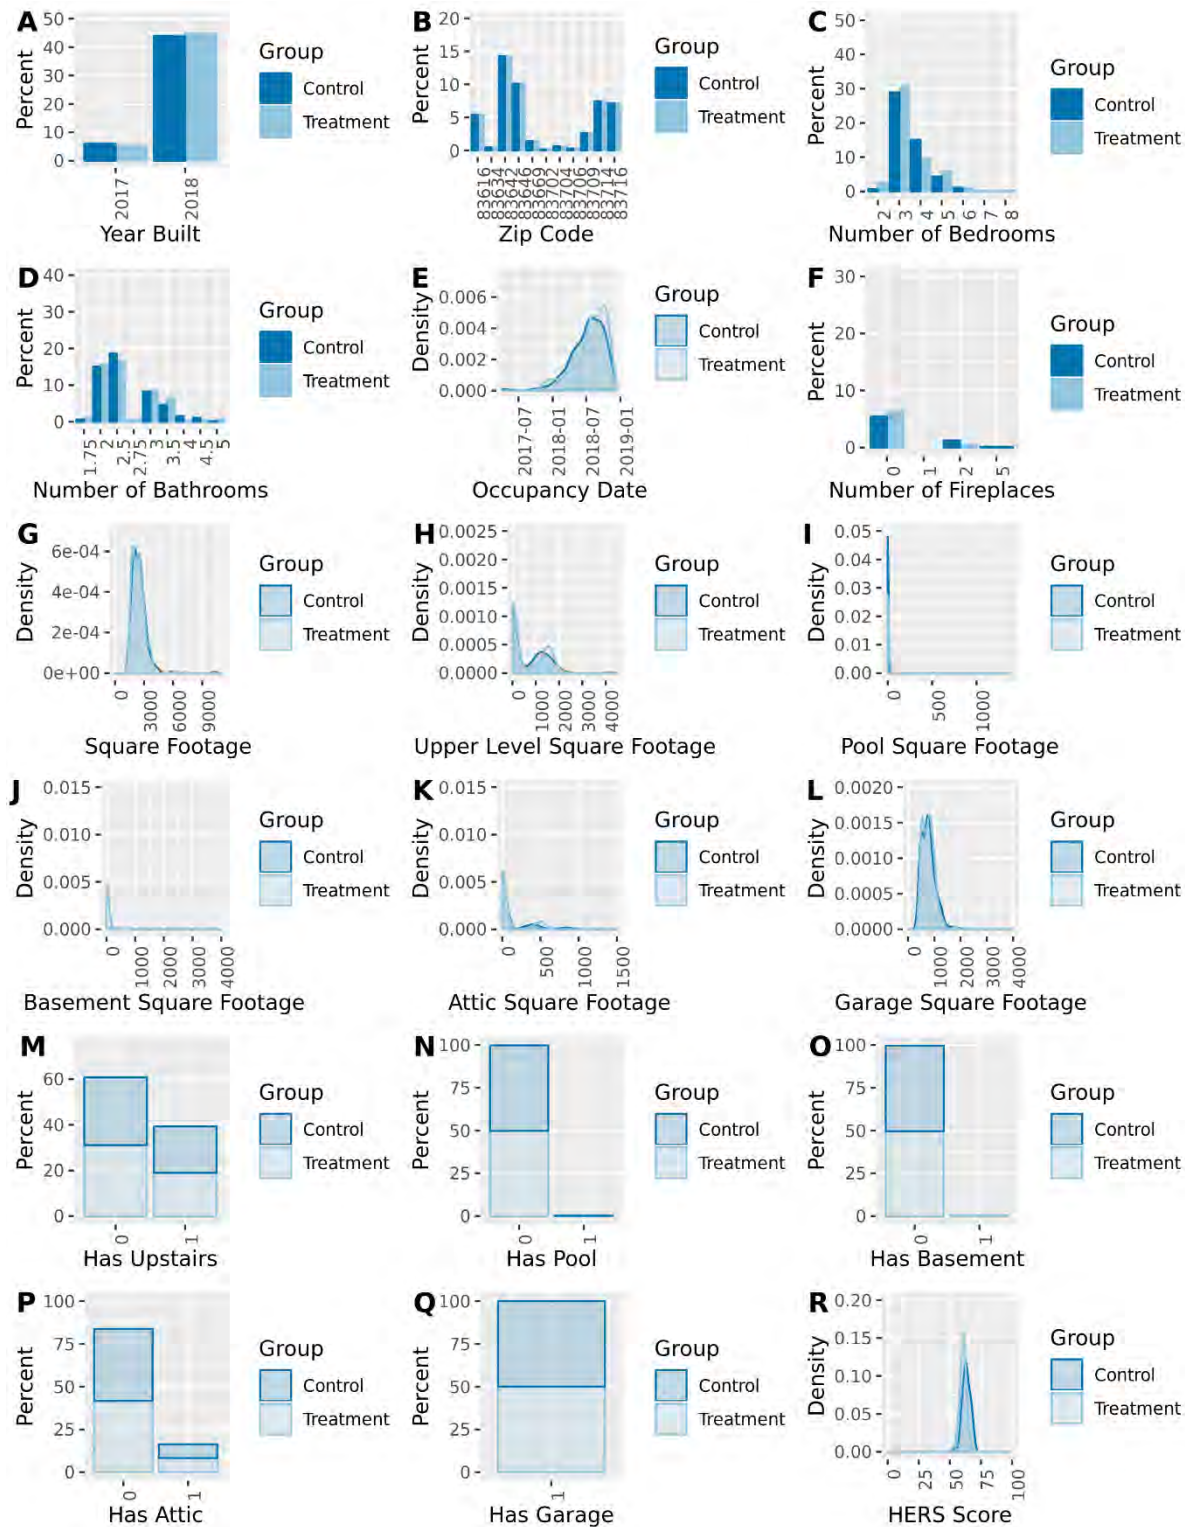 A
50
40
30
20
10
0
Percent
2017
2018
Year Built
Group
Control
Treatment
B
20
15
10
5
0
Percent
83616
83634
83642
83646
83669
83702
83704
83706
83709
83714
83716
Zip Code
Group
Control
Treatment
C
50
40
30
20
10
0
Percent
2
3
4
5
6
7
8
Number of Bedrooms
Group
Control
Treatment
D
40
30
20
10
0
Percent
1.75
2
2.5
2.75
3
3.5
4
4.5
5
Number of Bathrooms
Group
Control
Treatment
E
0.006
0.004
0.002
0.000
Density
2017-07
2018-01
2018-07
2019-01
Occupancy Date
Group
Control
Treatment
F
30
20
10
0
Percent
0
1
2
5
Number of Fireplaces
Group
Control
Treatment
G
6e-04
4e-04
2e-04
0e+00
Density
0
3000
6000
9000
Square Footage
Group
Control
Treatment
H
0.0025
0.0020
0.0015
0.0010
0.0005
0.0000
Density
0
1000
2000
3000
4000
Upper Level Square Footage
Group
Control
Treatment
I
0.05
0.04
0.03
0.02
0.01
0.00
Density
0
500
1000
Pool Square Footage
Group
Control
Treatment
J
0.015
0.010
0.005
0.000
Density
0
1000
2000
3000
4000
Basement Square Footage
Group
Control
Treatment
K
0.015
0.010
0.005
0.000
Density
0
500
1000
1500
Attic Square Footage
Group
Control
Treatment
L
0.0020
0.0015
0.0010
0.0005
0.0000
Density
0
1000
2000
3000
4000
Garage Square Footage
Group
Control
Treatment
M
60
40
20
0
Percent
0
1
Has Upstairs
Group
Control
Treatment
N
100
75
50
25
0
Percent
0
1
Has Pool
Group
Control
Treatment
O
100
75
50
25
0
Percent
0
1
Has Basement
Group
Control
Treatment
P
100
75
50
25
0
Percent
0
1
Has Attic
Group
Control
Treatment
Q
100
75
50
25
0
Percent
1
Has Garage
Group
Control
Treatment
R
0.20
0.15
0.10
0.05
0.00
Density
0
25
50
75
100
HERS Score
Group
Control
Treatment